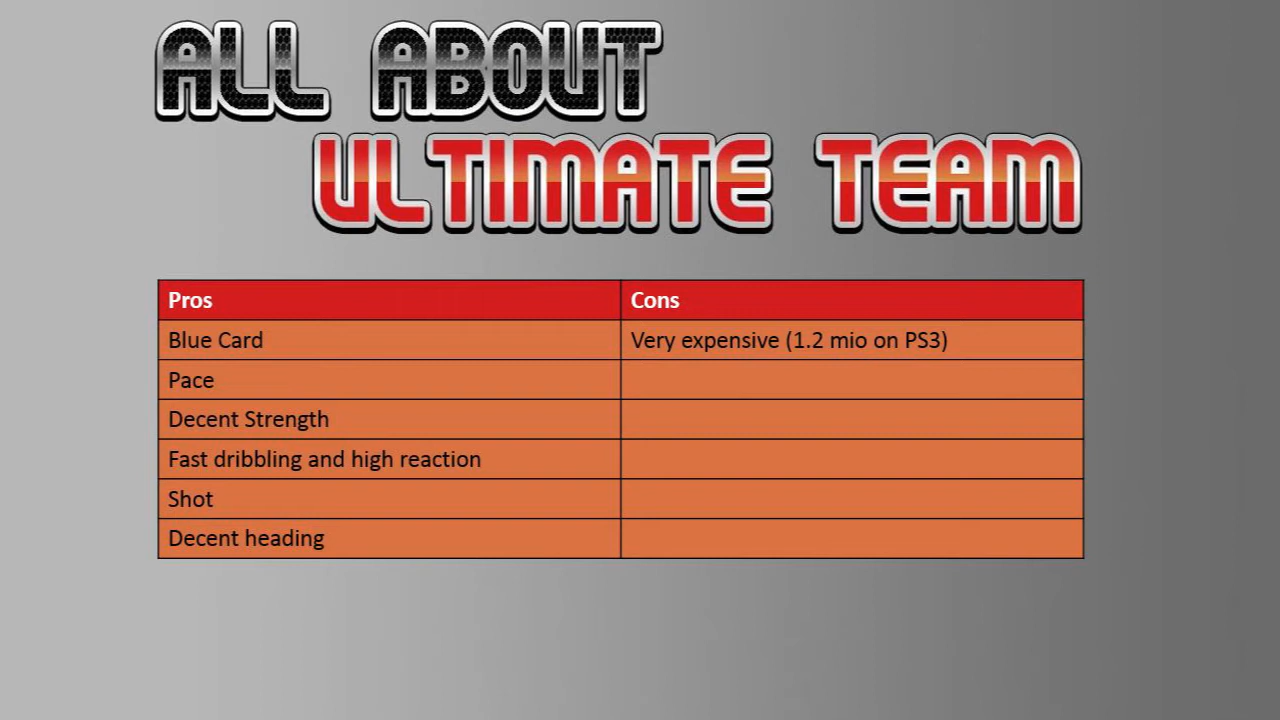 ALL ABOUT
ULTIMATE TEAM
Pros Cons
Blue Card Very expensive (1.2 mio on PS3)
Pace
Decent Strength
Fast dribbling and high reaction
Shot
Decent heading